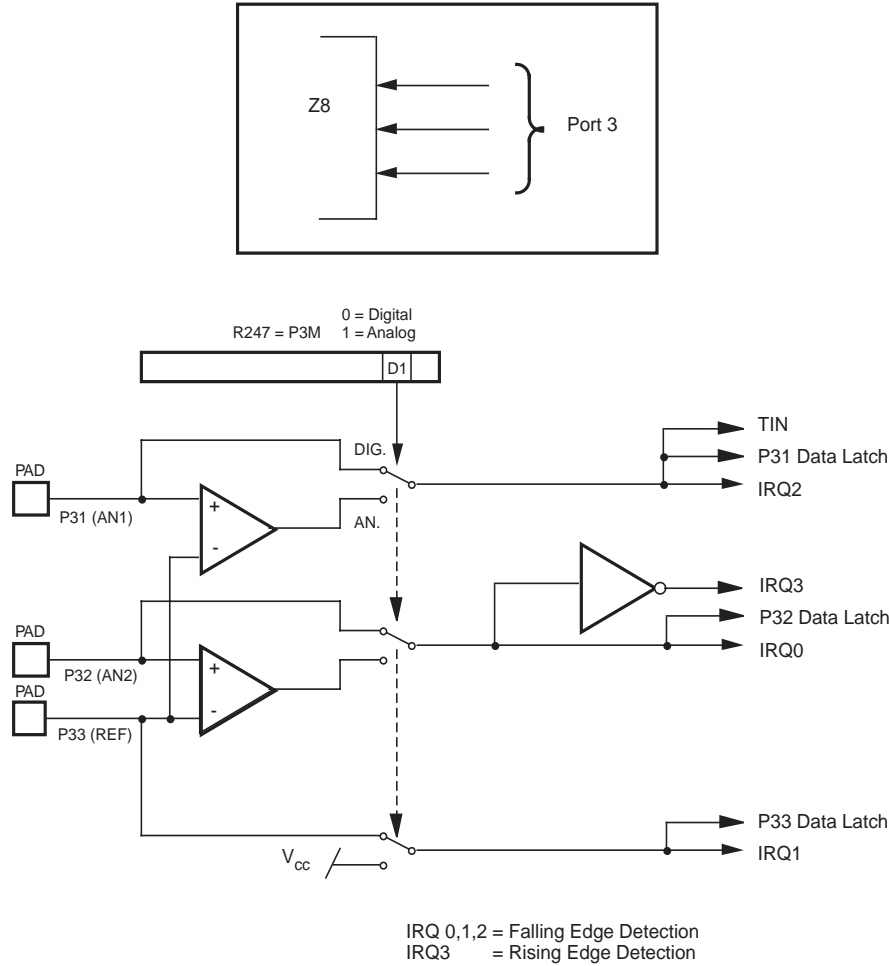 Z8
Port 3
0 = Digital
R247 = P3M 1 = Analog
D1
DIG.
TIN
P31 Data Latch
PAD
IRQ2
P31 (AN1)
+
-
AN.
IRQ3
P32 Data Latch
PAD
IRQ0
P32 (AN2)
+
PAD
-
P33 (REF)
P33 Data Latch
Vcc
IRQ1
IRQ 0,1,2 = Falling Edge Detection
IRQ3 = Rising Edge Detection